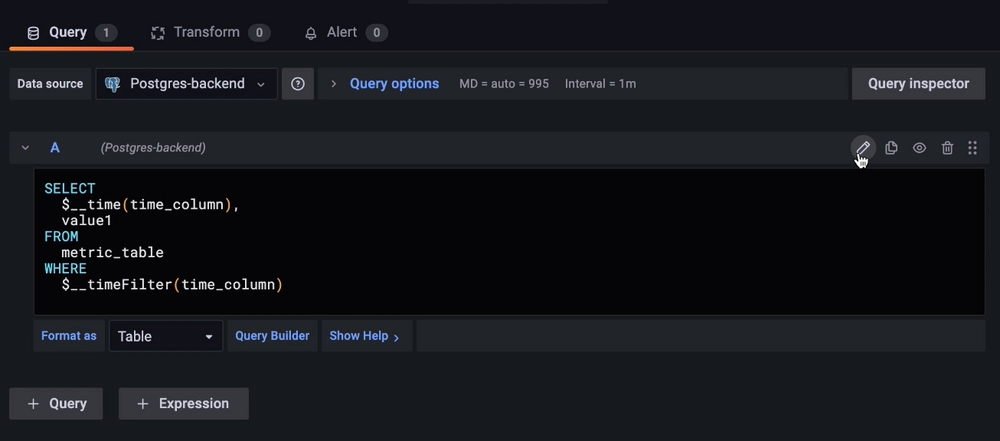 Query 1 Transform 0 Alert 0
Data source Postgres-backend Query options MD = auto = 995 Interval = 1m Query inspector
A (Postgres-backend)
SELECT
$__time(time_column),
value1
FROM
metric_table
WHERE
$__timeFilter(time_column)
Format as Table Query Builder Show Help
+ Query + Expression